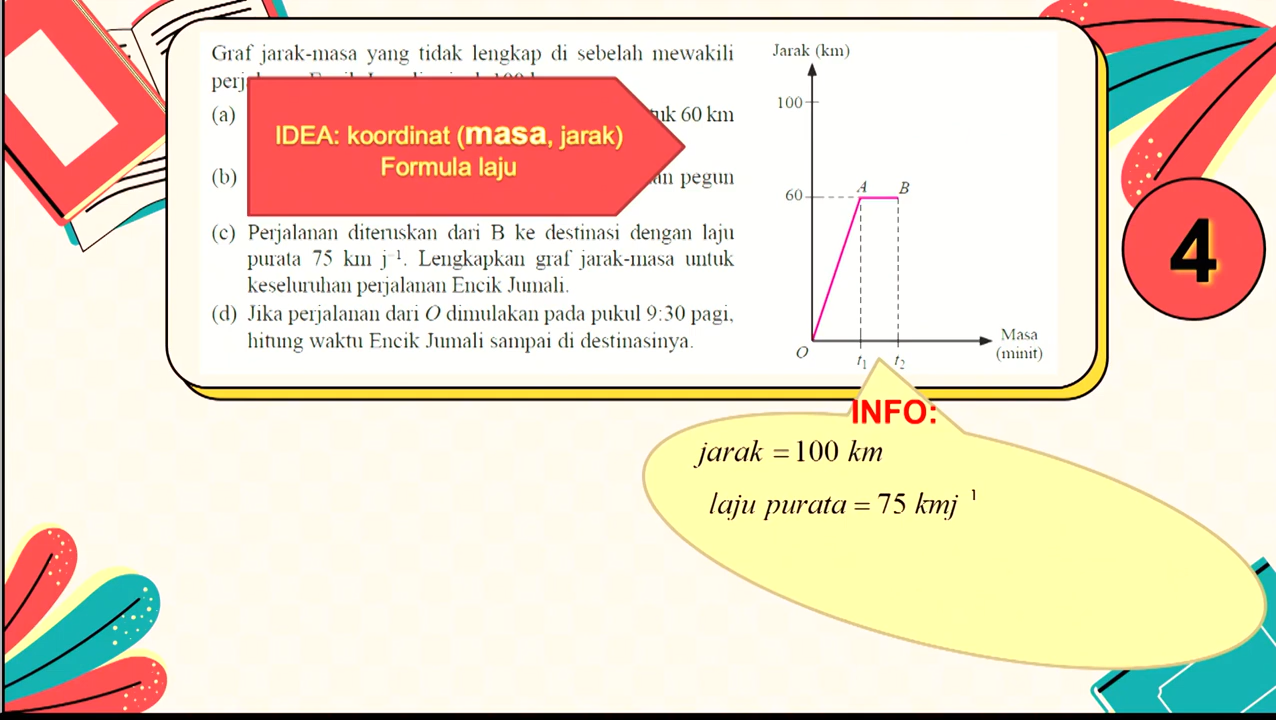 Graf jarak-masa yang tidak lengkap di sebelah mewakili
(a)
60 km
IDEA: koordinat (masa, jarak)
Formula laju
(b)
pegun
(c) Perjalanan diteruskan dari B ke destinasi dengan laju
purata 75 km j⁻¹. Lengkapkan graf jarak-masa untuk
keseluruhan perjalanan Encik Jumali.
(d) Jika perjalanan dari O dimulakan pada pukul 9:30 pagi,
hitung waktu Encik Jumali sampai di destinasinya.
Jarak (km)
100
60
A
B
O
t₁
t₂
Masa
(minit)
4
INFO:
jarak = 100 km
laju purata = 75 kmj ¹